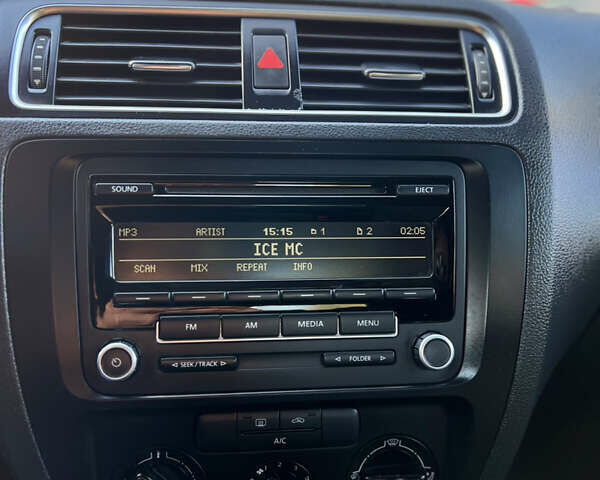 SOUND EJECT
MP3 ARTIST 15:15 1 2 02:05
ICE MC
SCAN MIX REPEAT INFO
FM AM MEDIA MENU
SEEK / TRACK FOLDER
A/C